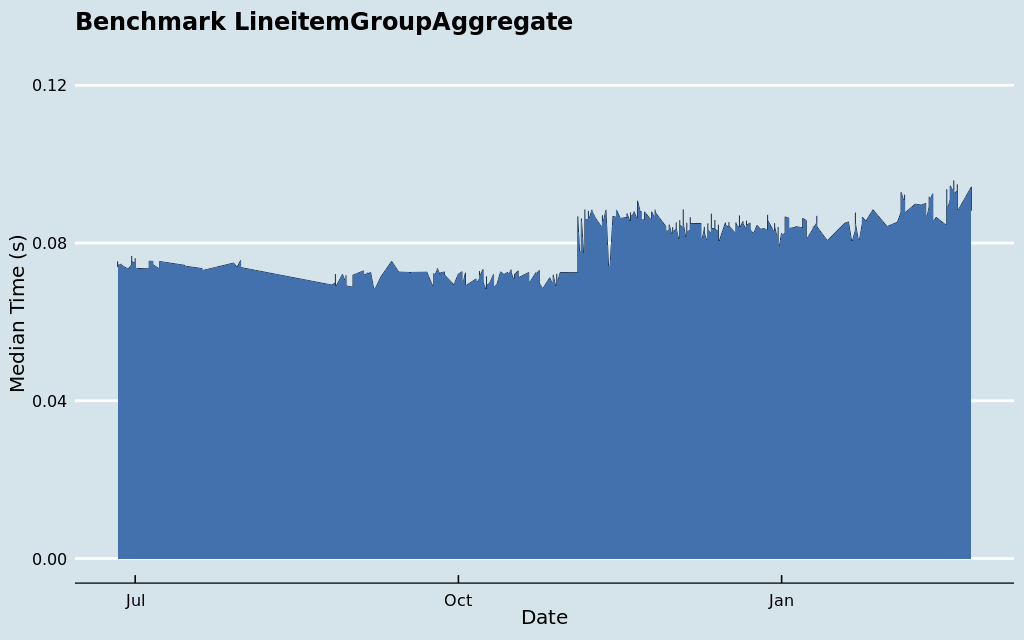 Benchmark LineitemGroupAggregate
0.12
0.08
0.04
0.00
Median Time (s)
Jul
Oct
Jan
Date